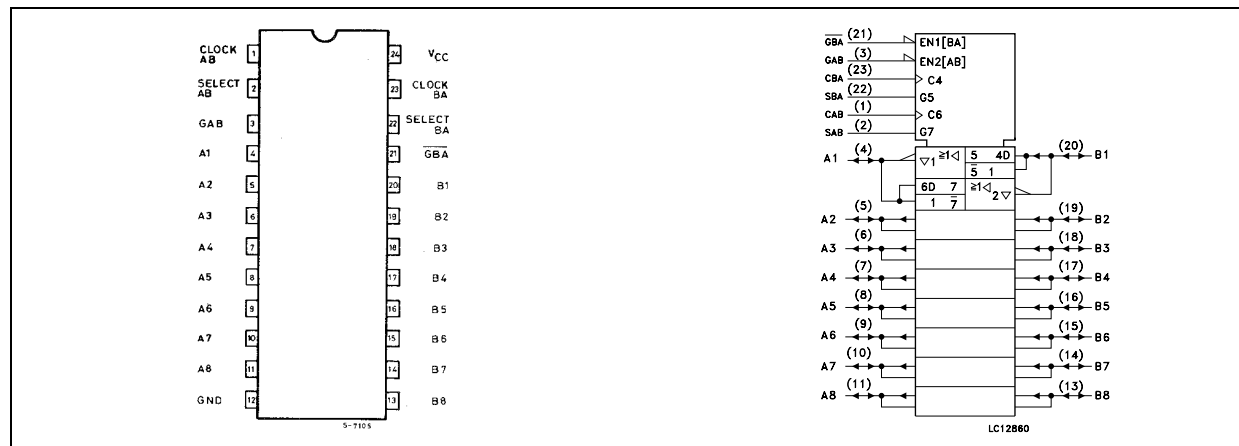 CLOCK AB 1
24 VCC
SELECT AB 2
23 CLOCK BA
GAB 3
22 SELECT BA
A1 4
21 G̅B̅A̅
A2 5
20 B1
A3 6
19 B2
A4 7
18 B3
A5 8
17 B4
A6 9
16 B5
A7 10
15 B6
A8 11
14 B7
GND 12
13 B8
5-7105
G̅B̅A̅ (21) EN1[BA]
GAB (3) EN2[AB]
CBA (23) C4
SBA (22) G5
CAB (1) C6
SAB (2) G7
A1 (4) ▽1 ≥1◁ 5 4D (20) B1
5̅ 1
6D 7 ≥1◁
1 7̅ 2▽
A2 (5) (19) B2
A3 (6) (18) B3
A4 (7) (17) B4
A5 (8) (16) B5
A6 (9) (15) B6
A7 (10) (14) B7
A8 (11) (13) B8
LC12860